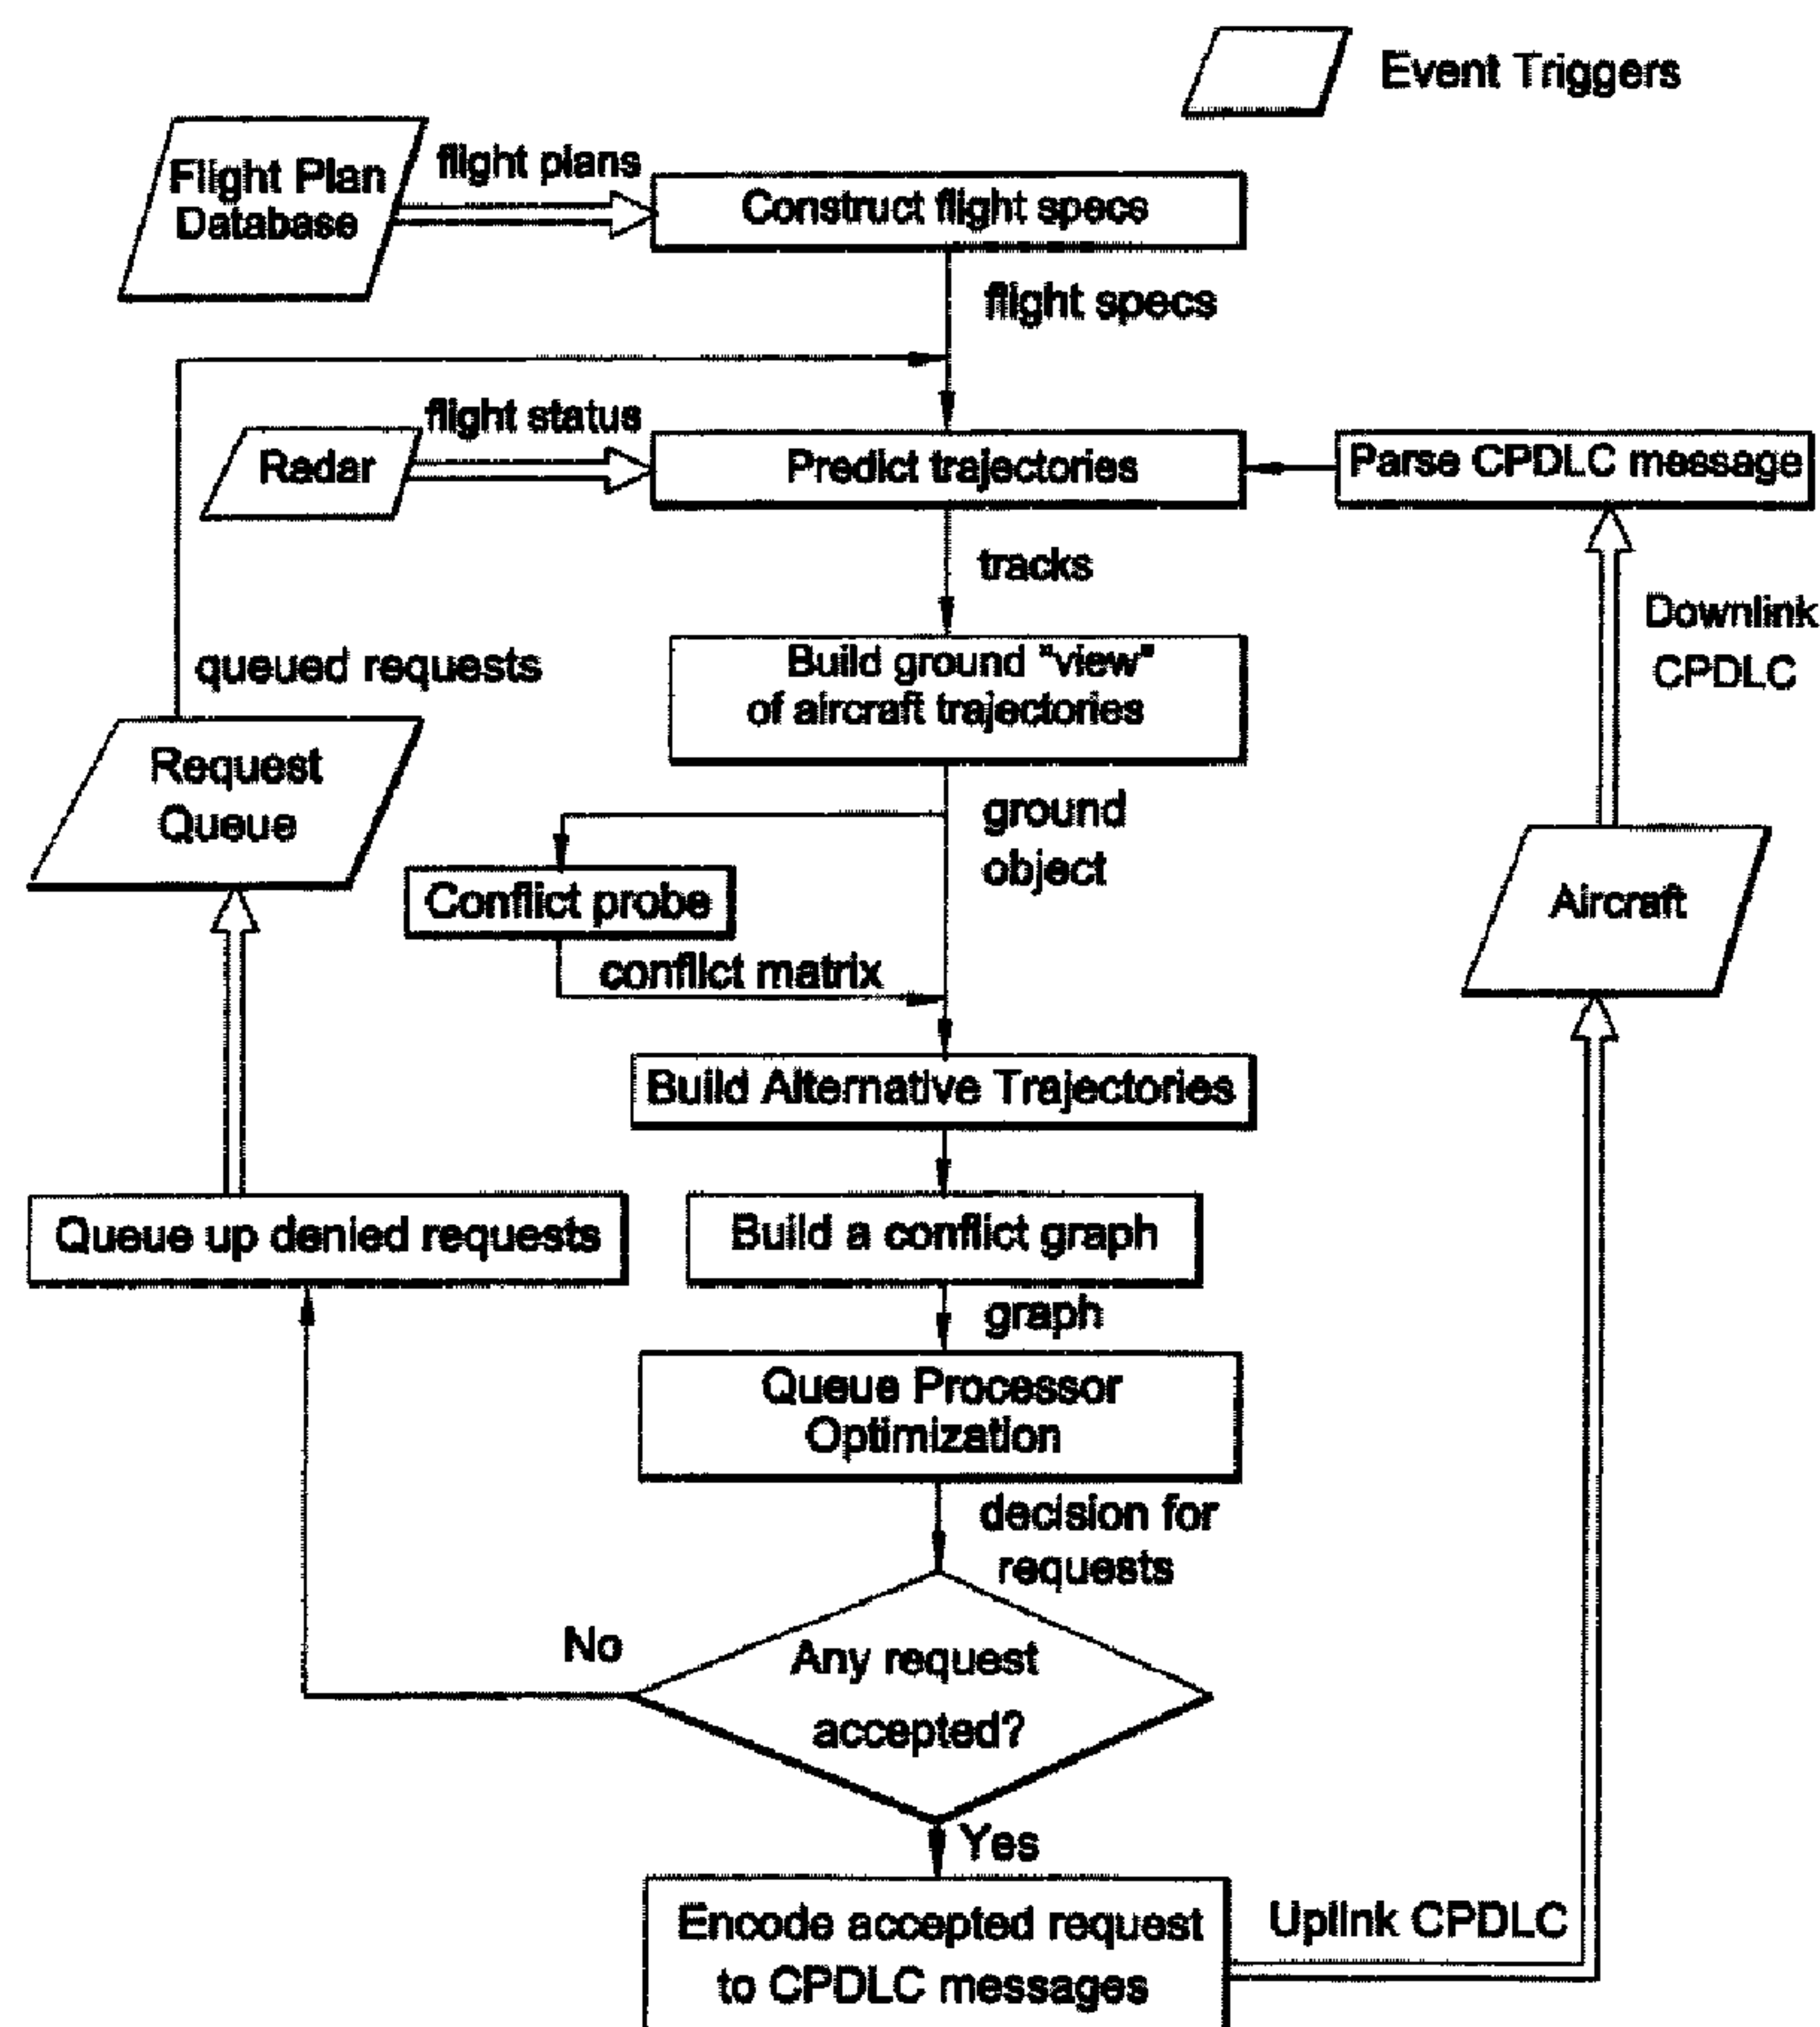 Event Triggers
Flight Plan
Database
flight plans
Construct flight specs
flight specs
Radar
flight status
Predict trajectories
Parse CPDLC message
tracks
Downlink
CPDLC
queued requests
Build ground "view"
of aircraft trajectories
Request
Queue
ground
object
Conflict probe
conflict matrix
Aircraft
Build Alternative Trajectories
Queue up denied requests
Build a conflict graph
graph
Queue Processor
Optimization
decision for
requests
No
Any request
accepted?
Yes
Encode accepted request
to CPDLC messages
Uplink CPDLC